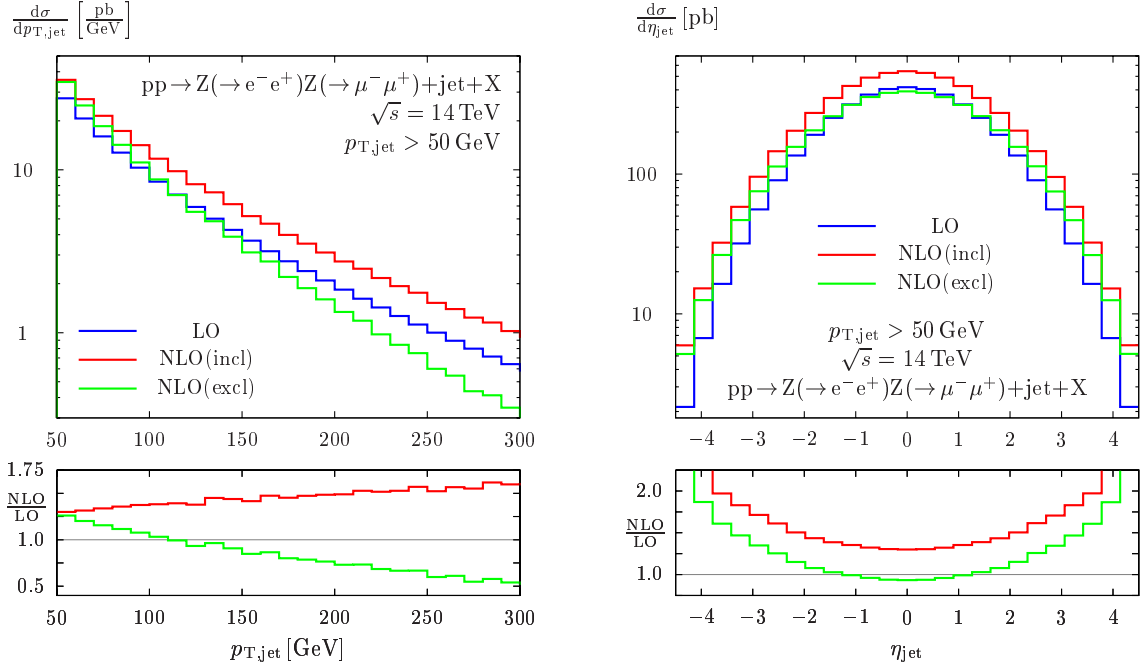 dσ/dp_T,jet [pb/GeV]
pp→Z(→e⁻e⁺)Z(→μ⁻μ⁺)+jet+X
√s = 14 TeV
p_T,jet > 50 GeV
10
1
LO
NLO(incl)
NLO(excl)
50 100 150 200 250 300
1.75
NLO/LO
1.0
0.5
50 100 150 200 250 300
p_T,jet [GeV]
dσ/dη_jet [pb]
100
10
LO
NLO(incl)
NLO(excl)
p_T,jet > 50 GeV
√s = 14 TeV
pp→Z(→e⁻e⁺)Z(→μ⁻μ⁺)+jet+X
−4 −3 −2 −1 0 1 2 3 4
2.0
NLO/LO
1.0
−4 −3 −2 −1 0 1 2 3 4
η_jet